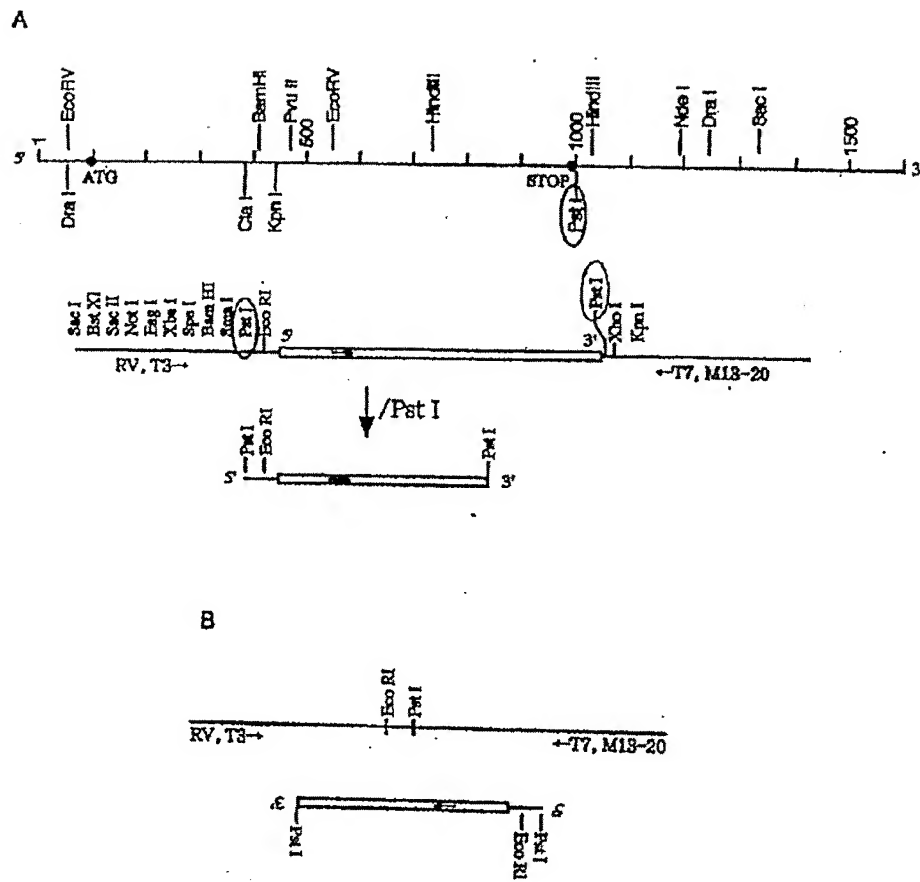 A
EcoRV BamHI Pvu II EcoRV HindIII HindIII Nde I Dra I Sac I
1 500 1000 1500
5' 3
ATG STOP
Dra I Cla I Kpn I Pst I
Sac I Bst XI Sac II Not I Eag I Xba I Spe I Bam HI Sma I Pst I Eco RI Pst I Xho I Kpn I
3'
RV, T3→ ←T7, M13-20
/Pst I
Pst I Eco RI Pst I
5' 3'
B
Eco RI Pst I
RV, T3→ ←T7, M13-20
3'
Pst I Eco RI Pst I